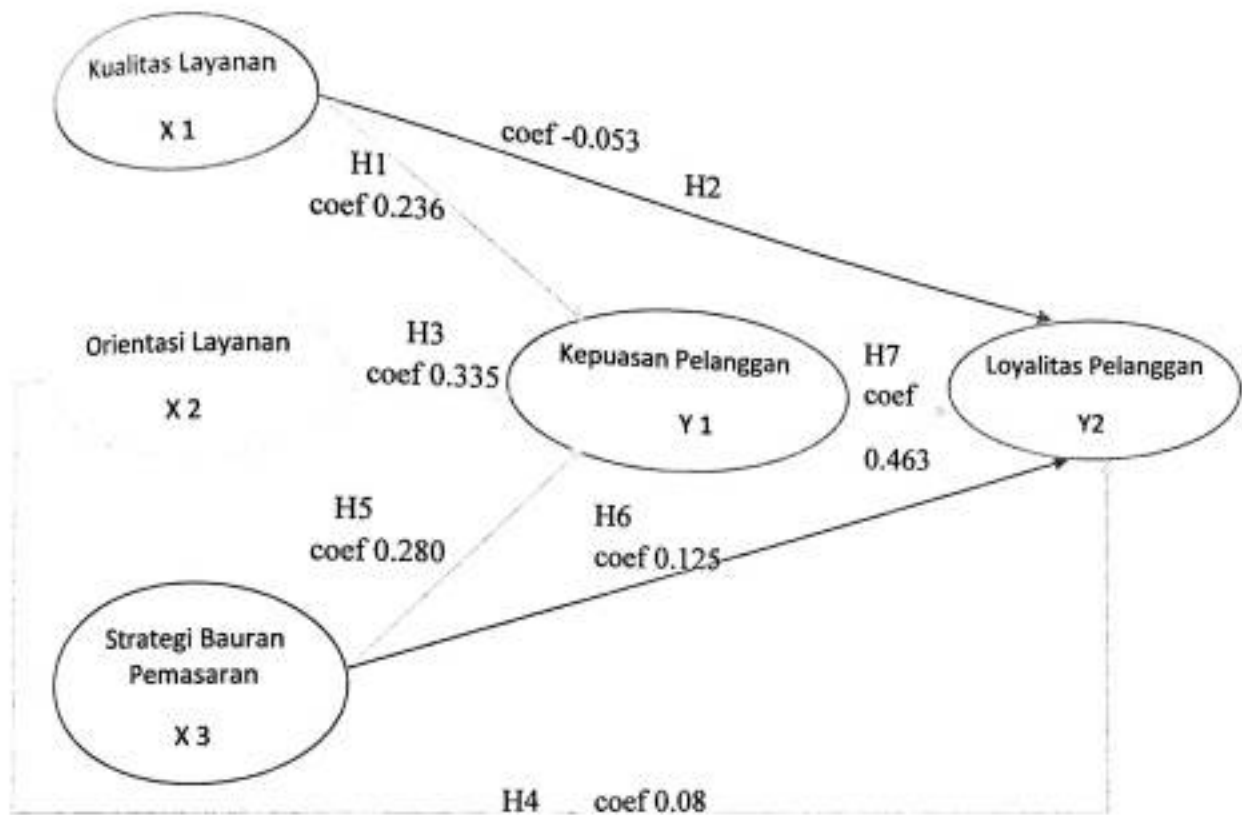 Kualitas Layanan
X 1
coef -0.053
H1
coef 0.236
H2
Orientasi Layanan
X 2
H3
coef 0.335
Kepuasan Pelanggan
Y 1
H7
coef
0.463
Loyalitas Pelanggan
Y2
H5
coef 0.280
H6
coef 0.125
Strategi Bauran
Pemasaran
X 3
H4 coef 0.08